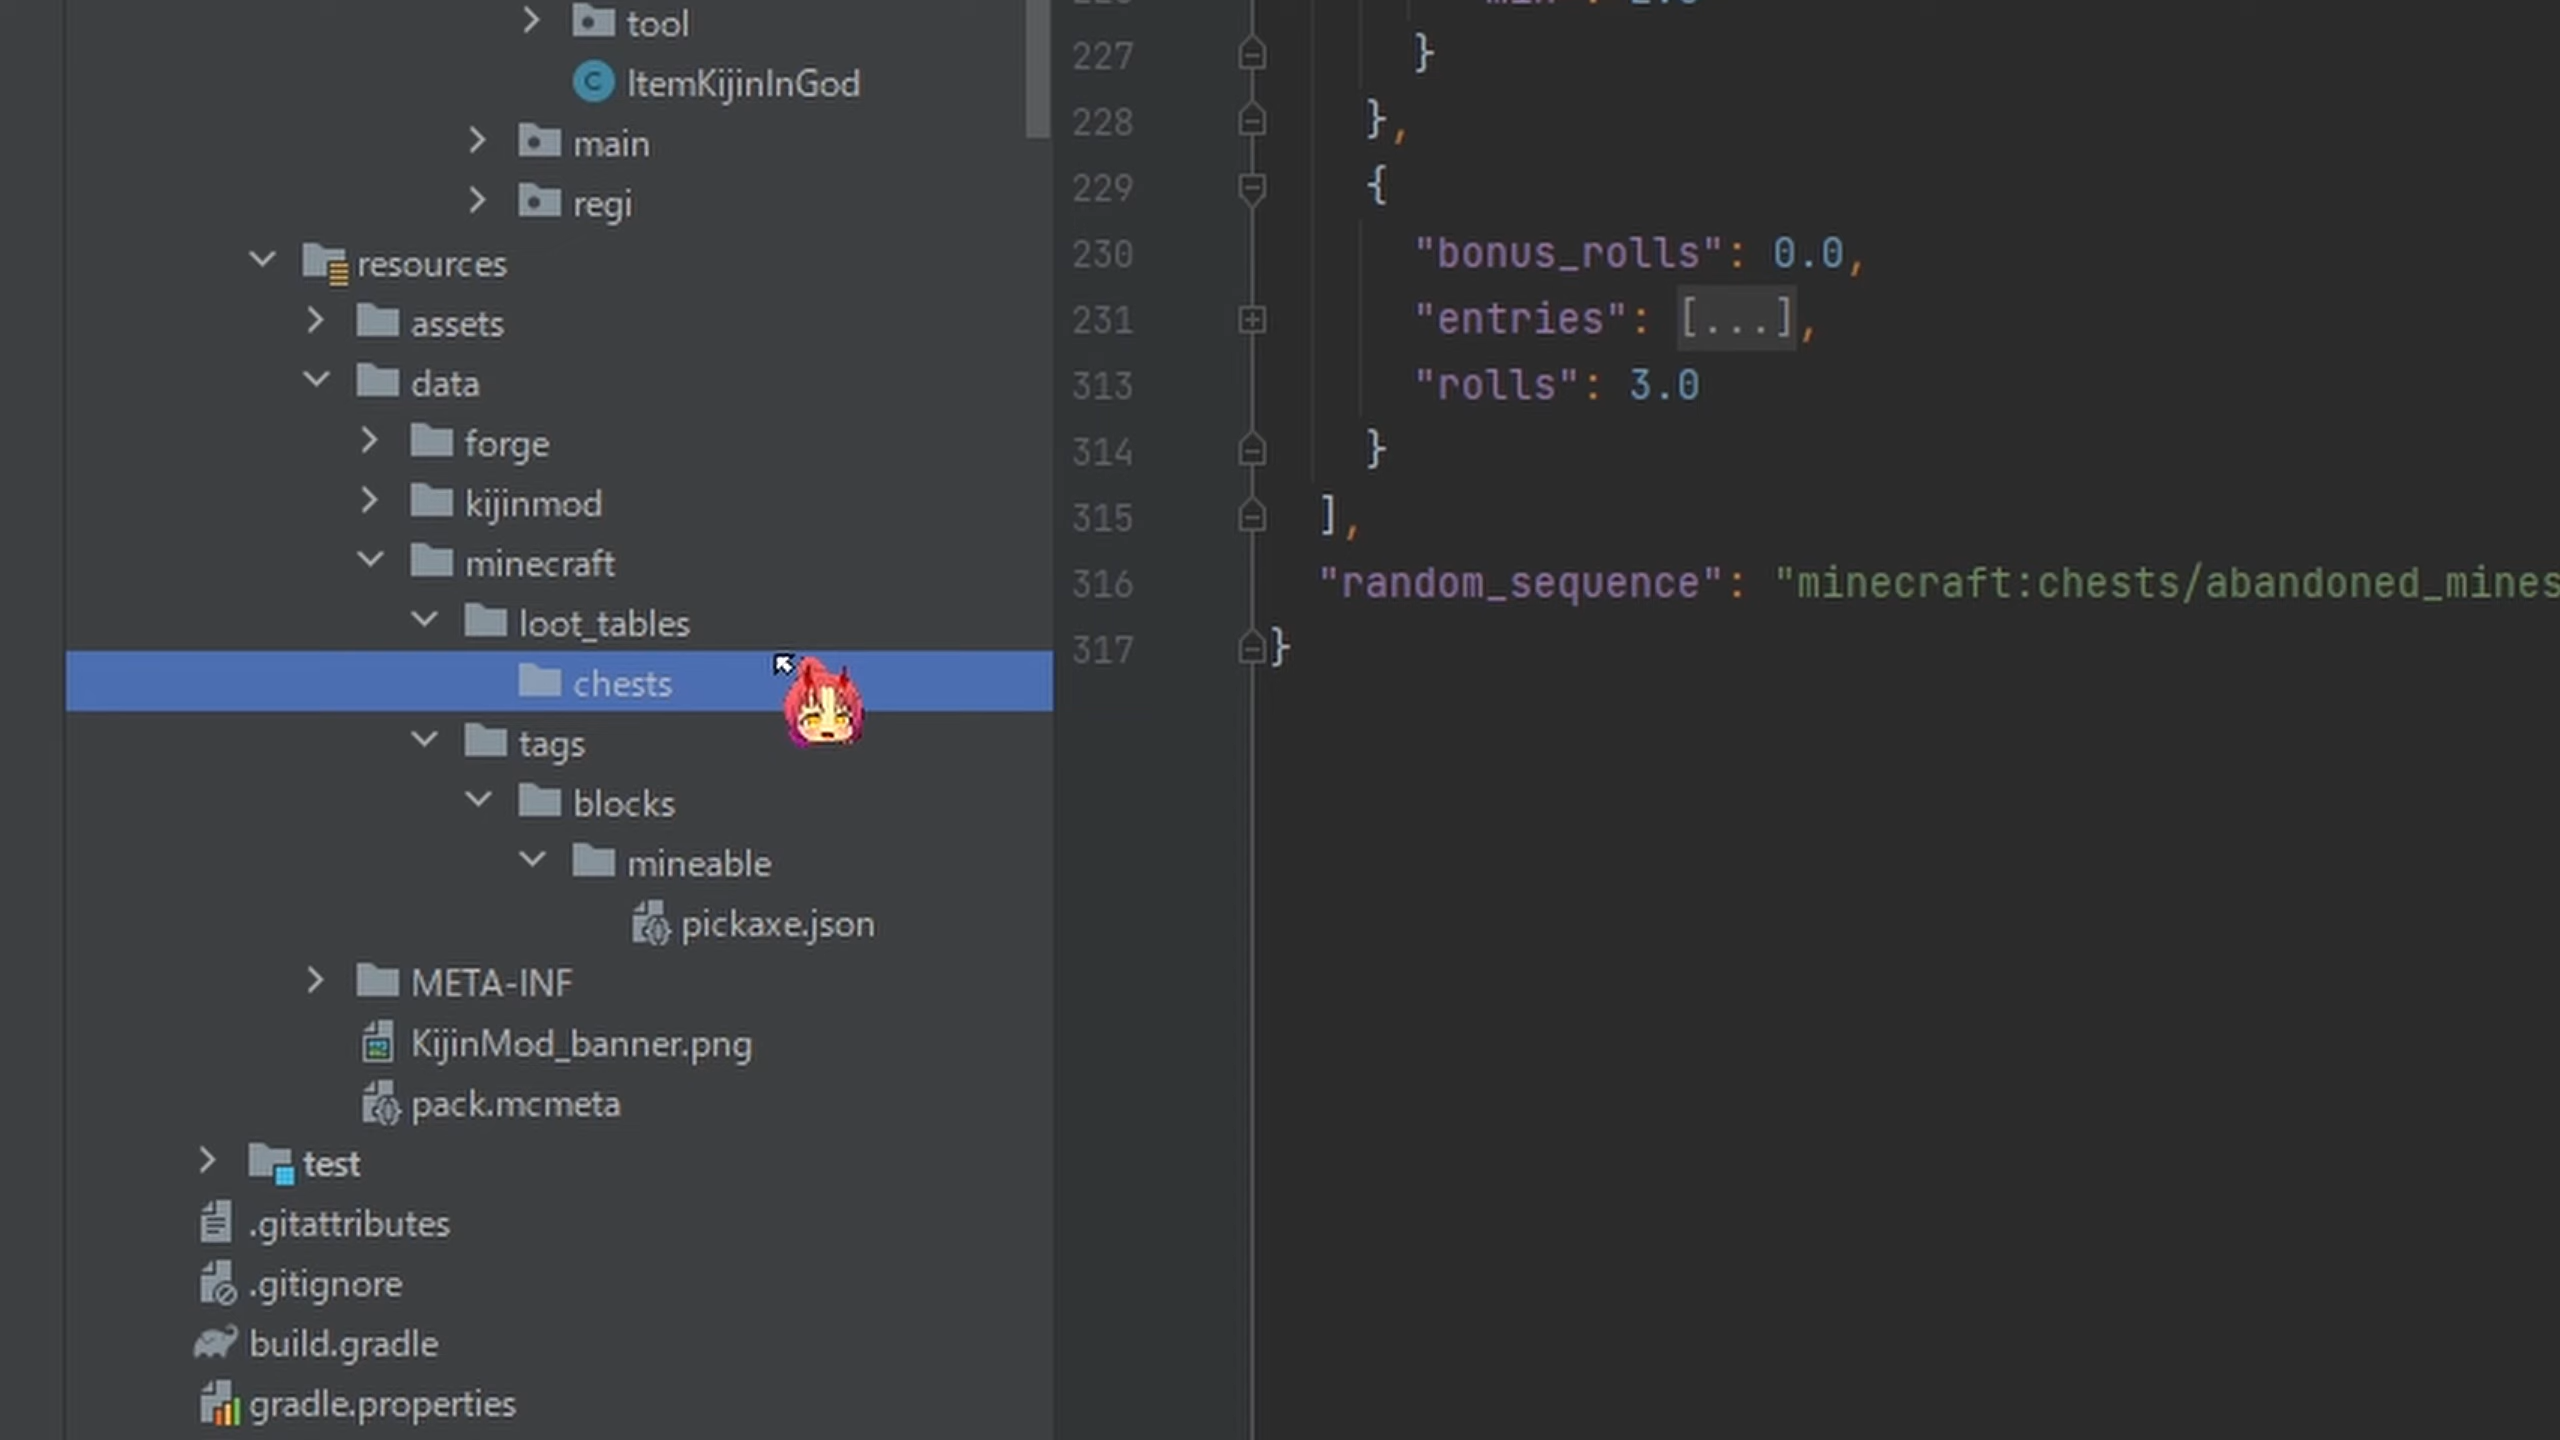 tool
ItemKijinInGod
main
regi
resources
assets
data
forge
kijinmod
minecraft
loot_tables
chests
tags
blocks
mineable
pickaxe.json
META-INF
KijinMod_banner.png
pack.mcmeta
test
.gitattributes
.gitignore
build.gradle
gradle.properties
227 }
228 },
229 {
230 "bonus_rolls": 0.0,
231 "entries": [...],
313 "rolls": 3.0
314 }
315 ],
316 "random_sequence": "minecraft:chests/abandoned_mines
317 }